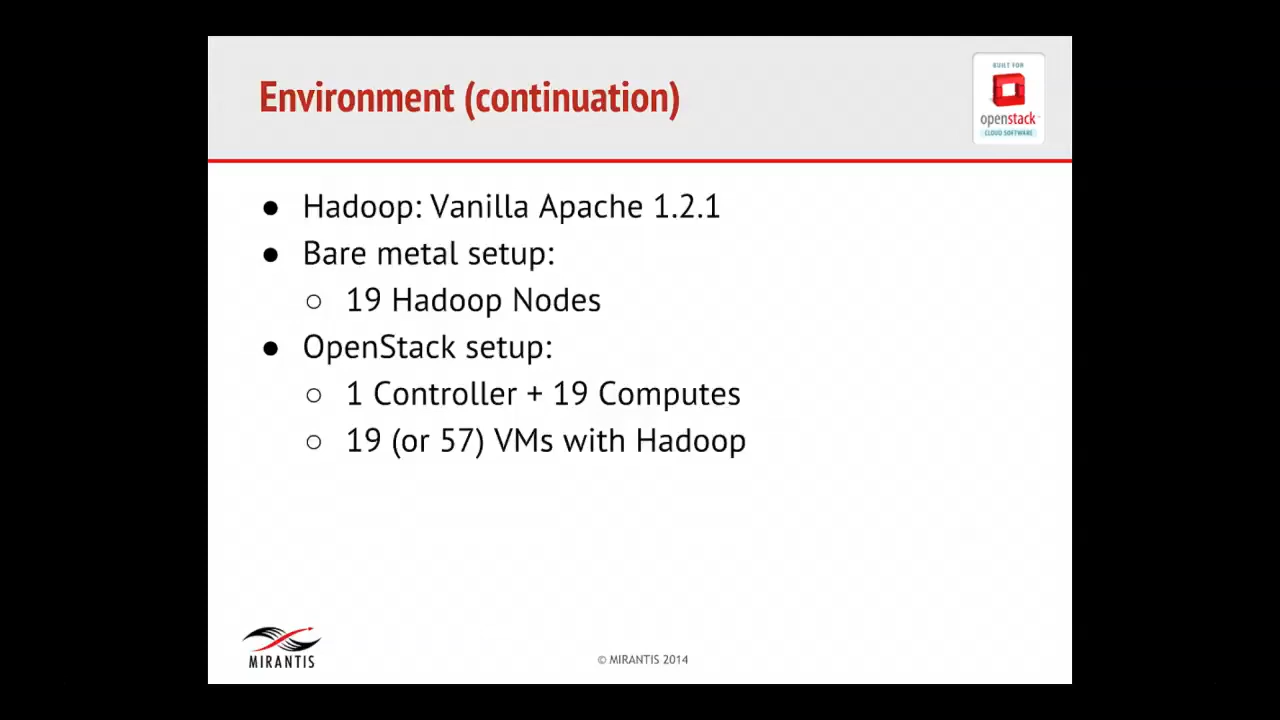 Environment (continuation)
BUILT FOR
openstack
CLOUD SOFTWARE
● Hadoop: Vanilla Apache 1.2.1
● Bare metal setup:
○ 19 Hadoop Nodes
● OpenStack setup:
○ 1 Controller + 19 Computes
○ 19 (or 57) VMs with Hadoop
MIRANTIS
© MIRANTIS 2014